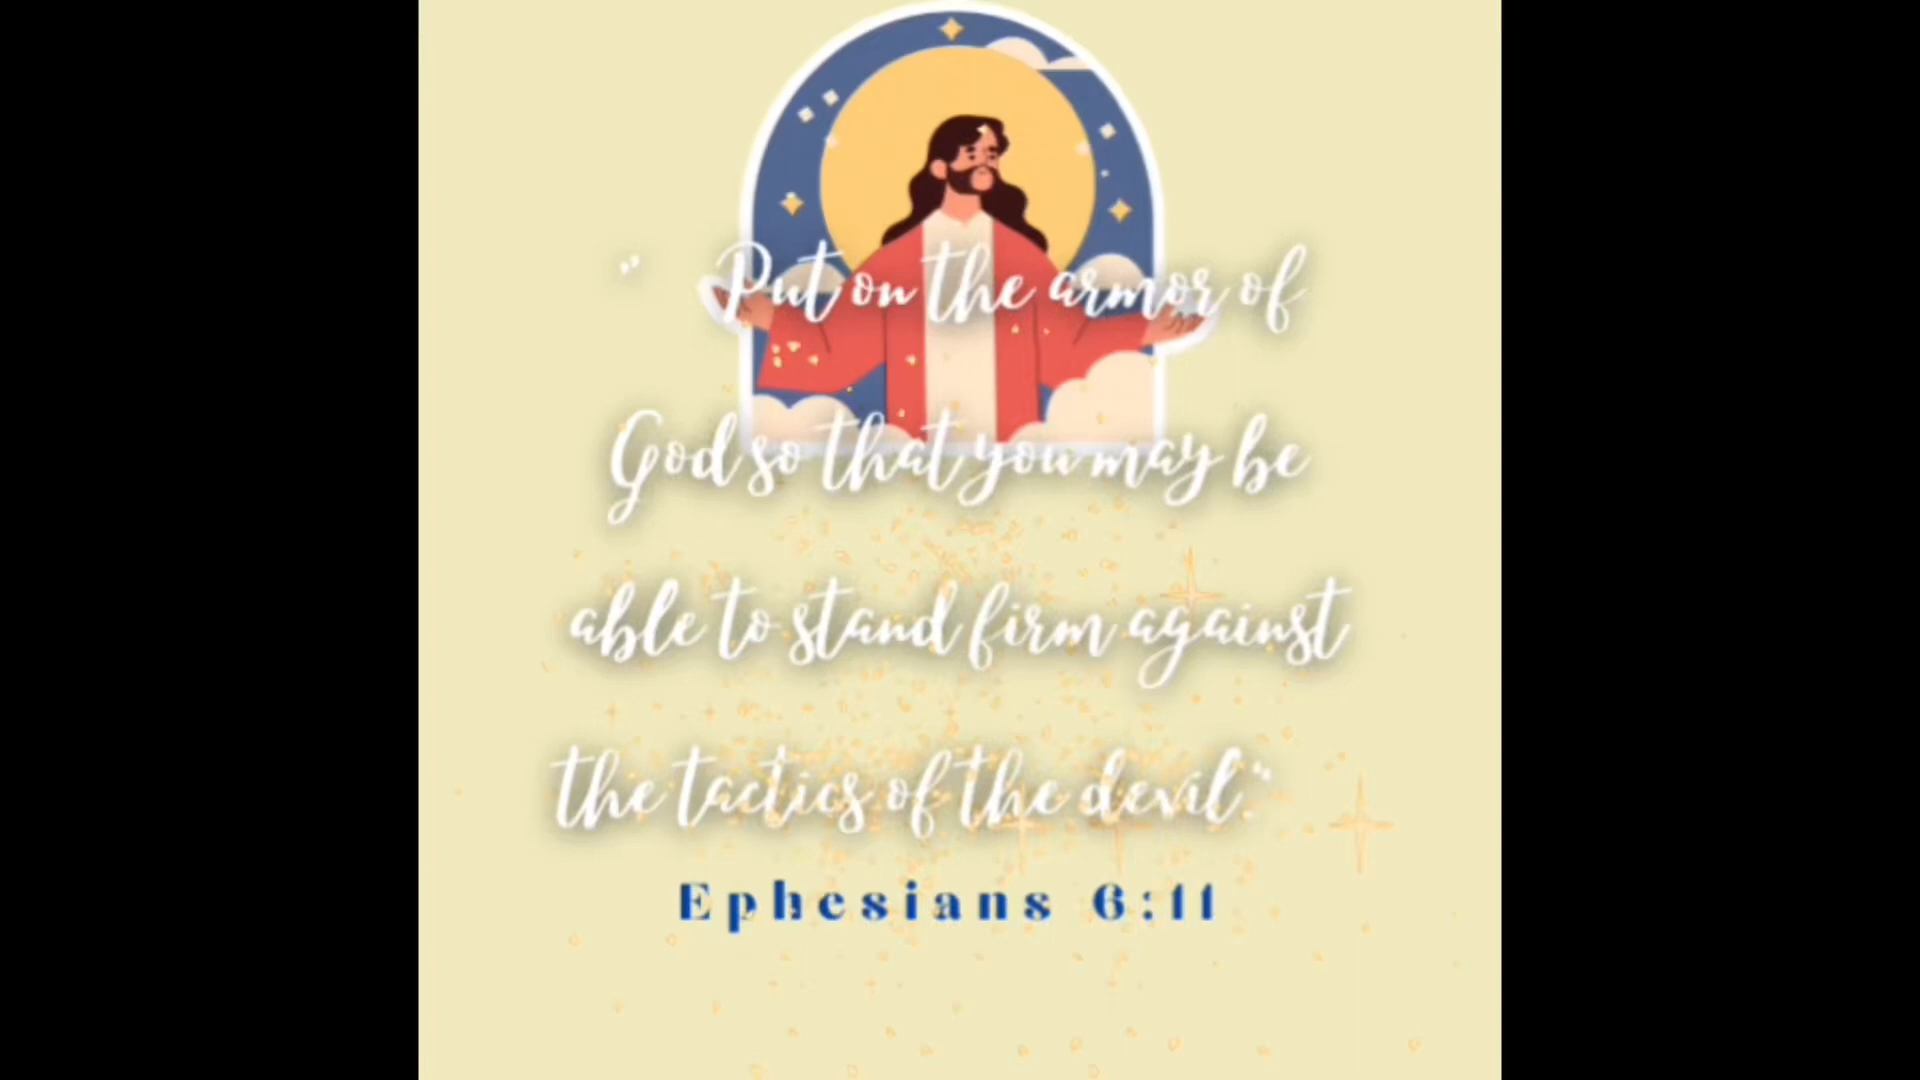 " Put on the armor of
God so that you may be
able to stand firm against
the tactics of the devil."
Ephesians 6:11